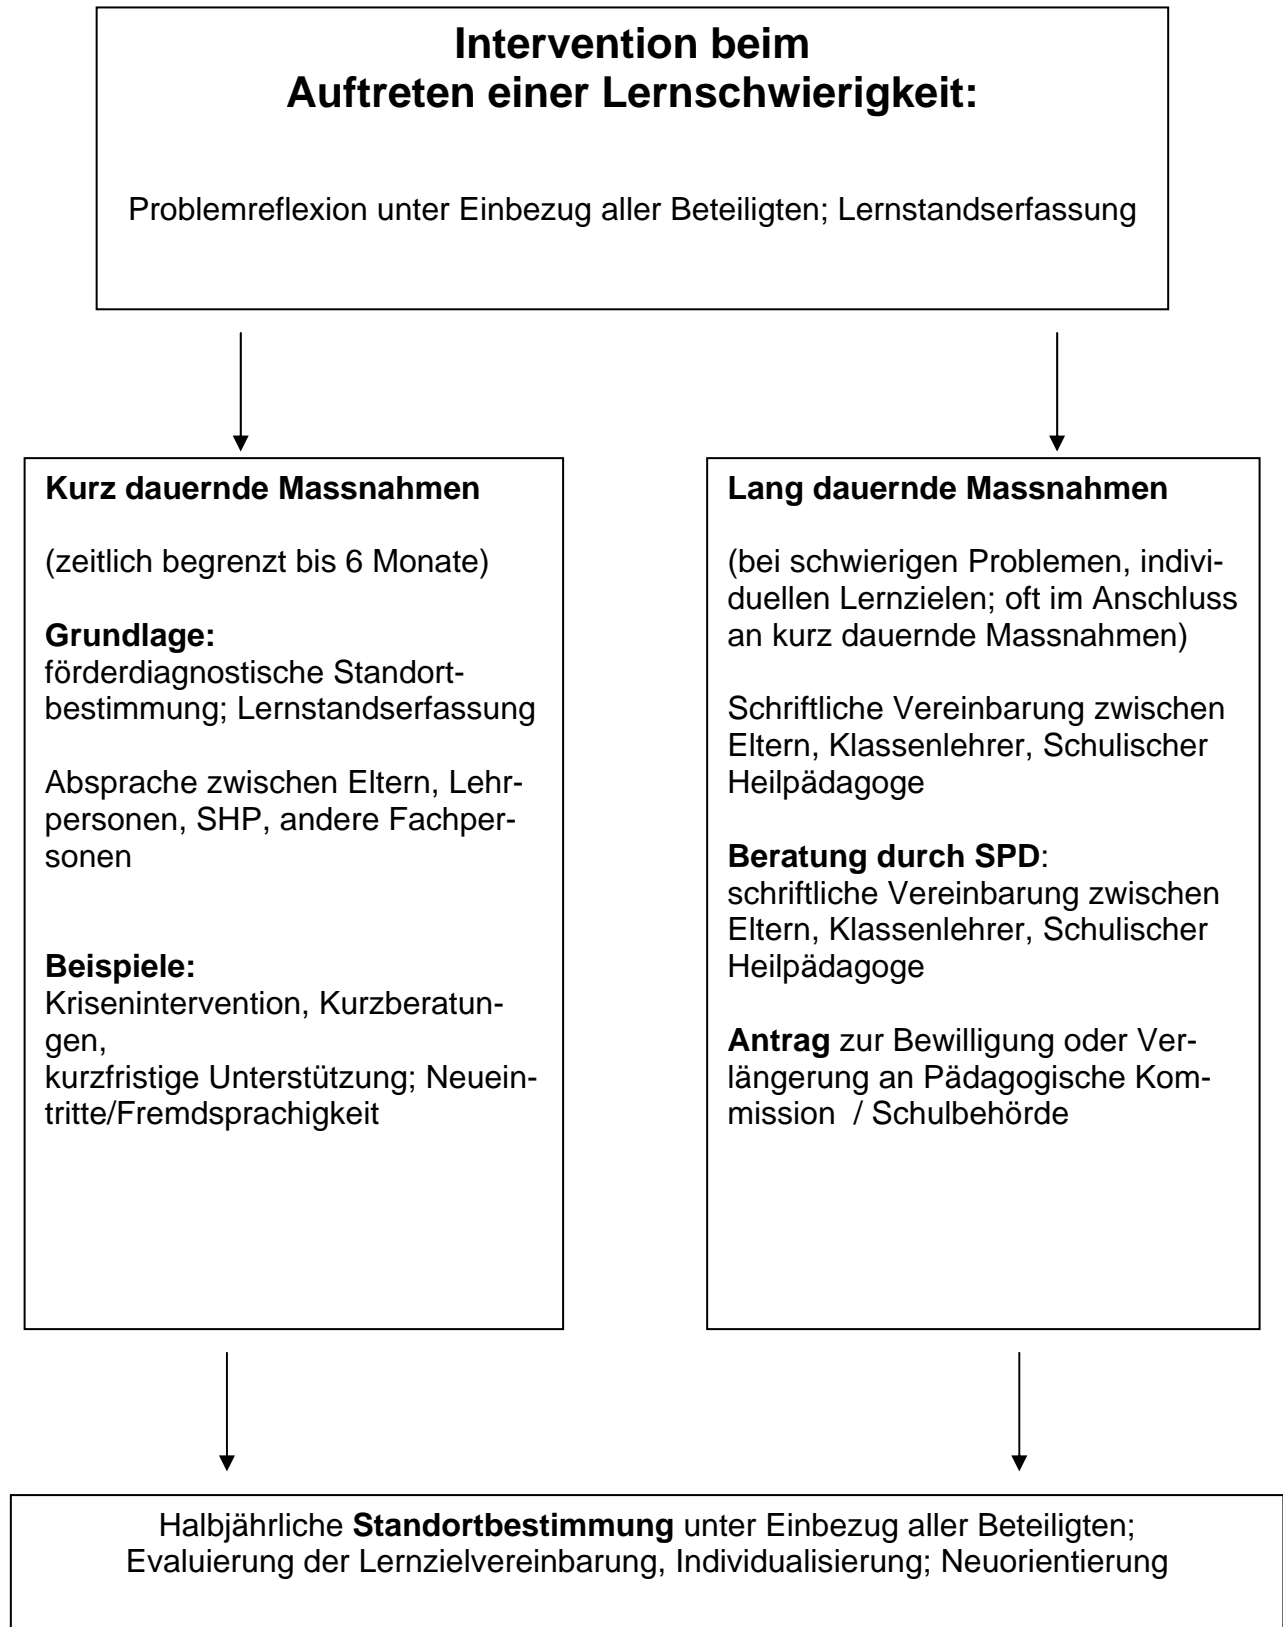 Intervention beim
Auftreten einer Lernschwierigkeit:
Problemreflexion unter Einbezug aller Beteiligten; Lernstandserfassung
Kurz dauernde Massnahmen
(zeitlich begrenzt bis 6 Monate)
Grundlage:
förderdiagnostische Standort-
bestimmung; Lernstandserfassung
Absprache zwischen Eltern, Lehr-
personen, SHP, andere Fachper-
sonen
Beispiele:
Krisenintervention, Kurzberatun-
gen,
kurzfristige Unterstützung; Neuein-
tritte/Fremdsprachigkeit
Lang dauernde Massnahmen
(bei schwierigen Problemen, indivi-
duellen Lernzielen; oft im Anschluss
an kurz dauernde Massnahmen)
Schriftliche Vereinbarung zwischen
Eltern, Klassenlehrer, Schulischer
Heilpädagoge
Beratung durch SPD:
schriftliche Vereinbarung zwischen
Eltern, Klassenlehrer, Schulischer
Heilpädagoge
Antrag zur Bewilligung oder Ver-
längerung an Pädagogische Kom-
mission / Schulbehörde
Halbjährliche Standortbestimmung unter Einbezug aller Beteiligten;
Evaluierung der Lernzielvereinbarung, Individualisierung; Neuorientierung